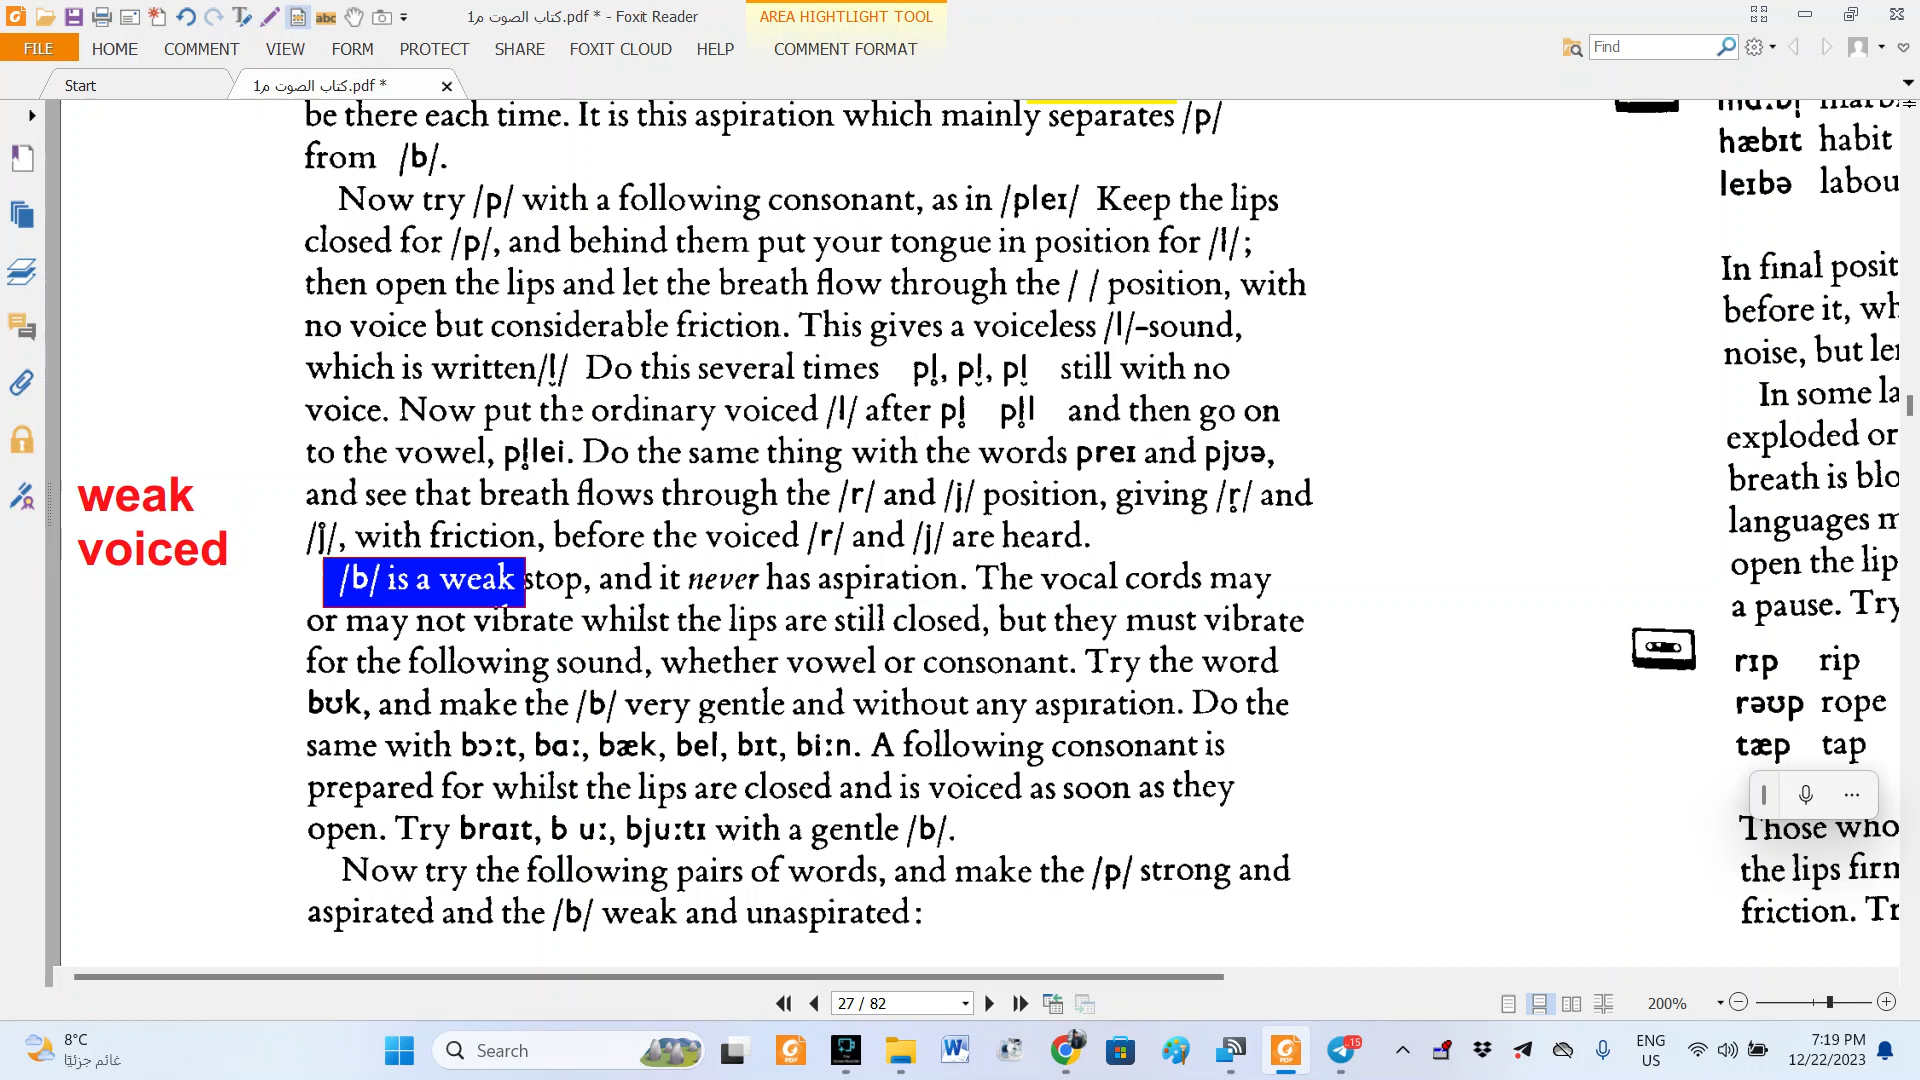 كتاب الصوت م1.pdf * - Foxit Reader
AREA HIGHTLIGHT TOOL
FILE HOME COMMENT VIEW FORM PROTECT SHARE FOXIT CLOUD HELP COMMENT FORMAT
Find
Start
كتاب الصوت م1.pdf *
be there each time. It is this aspiration which mainly separates /p/
from /b/.
Now try /p/ with a following consonant, as in /pleɪ/ Keep the lips
closed for /p/, and behind them put your tongue in position for /l/;
then open the lips and let the breath flow through the / / position, with
no voice but considerable friction. This gives a voiceless /l/-sound,
which is written/l̬/ Do this several times pl̥, pl̬, pl̬ still with no
voice. Now put the ordinary voiced /l/ after pl̥ pl̥l and then go on
to the vowel, pl̥lei. Do the same thing with the words preɪ and pjʊə,
and see that breath flows through the /r/ and /j/ position, giving /r̥/ and
/j̊/, with friction, before the voiced /r/ and /j/ are heard.
weak
voiced
/b/ is a weak stop, and it never has aspiration. The vocal cords may
or may not vibrate whilst the lips are still closed, but they must vibrate
for the following sound, whether vowel or consonant. Try the word
bʊk, and make the /b/ very gentle and without any aspıration. Do the
same with bɔːt, bɑː, bæk, bel, bɪt, biːn. A following consonant is
prepared for whilst the lips are closed and is voiced as soon as they
open. Try braɪt, b uː, bjuːtɪ with a gentle /b/.
Now try the following pairs of words, and make the /p/ strong and
aspirated and the /b/ weak and unaspirated:
hæbɪt habit
leɪbə labou
In final posit
before it, wh
noise, but ler
In some la
exploded or
breath is blo
languages m
open the lip
a pause. Try
rɪp rip
rəʊp rope
tæp tap
Those who
the lips firm
friction. Tr
27 / 82
200%
8°C
غائم جزئيًا
Search
15
ENG
US
7:19 PM
12/22/2023